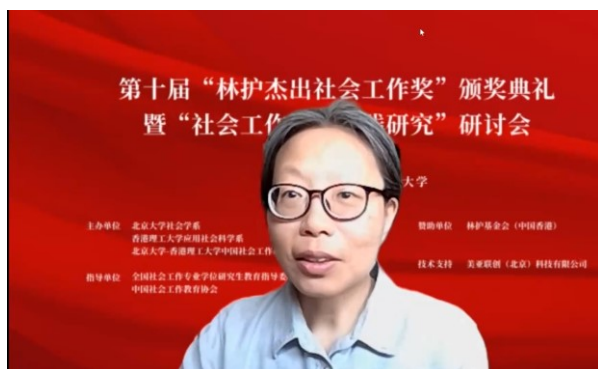 第十届“林护杰出社会工作奖”颁奖典礼
暨“社会工作 践研究”研讨会
大学
主办单位 北京大学社会学系
香港理工大学应用社会科学系
北京大学-香港理工大学中国社会工作
指导单位 全国社会工作专业学位研究生教育指导
中国社会工作教育协会
赞助单位 林护基金会（中国香港）
技术支持 美亚联创（北京）科技有限公司